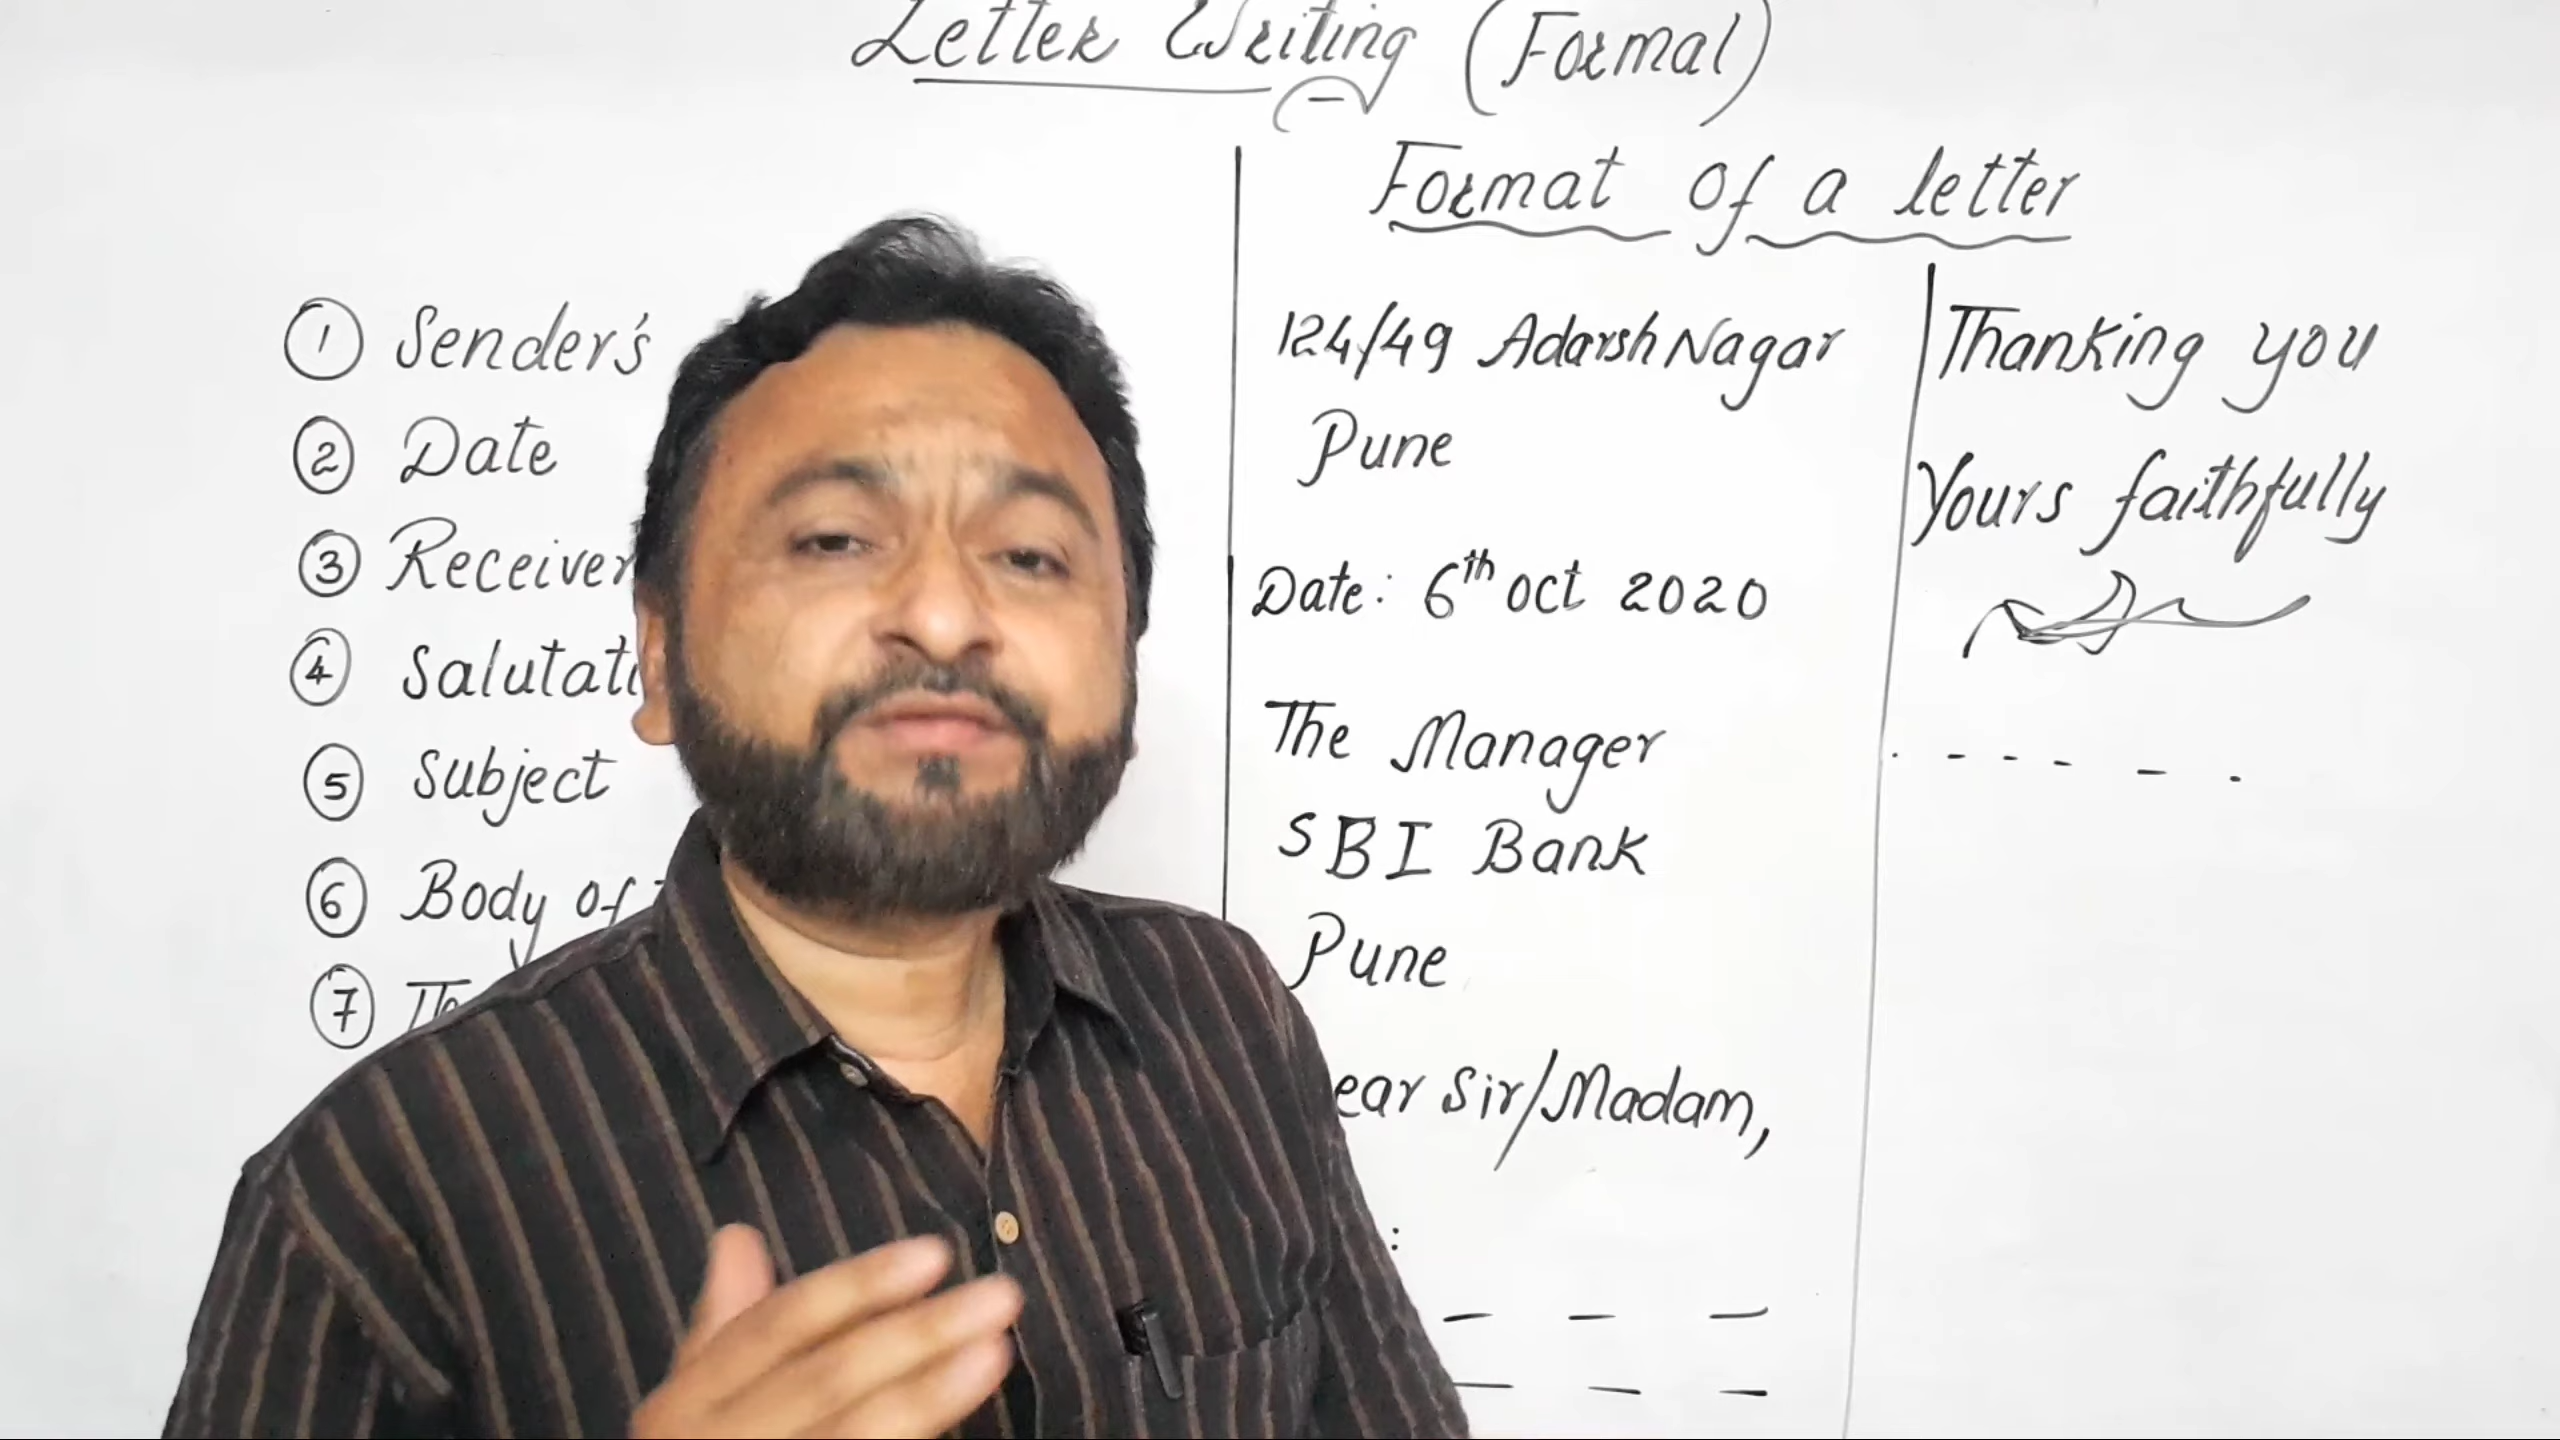 Letter Writing (Formal)
Format of a letter
① Sender's
② Date
③ Receiver
④ Salutati
⑤ Subject
⑥ Body of
⑦
124/49 Adarsh Nagar
Pune
Date: 6th oct 2020
The Manager
SBI Bank
Pune
ear Sir/Madam,
:
Thanking you
Yours faithfully